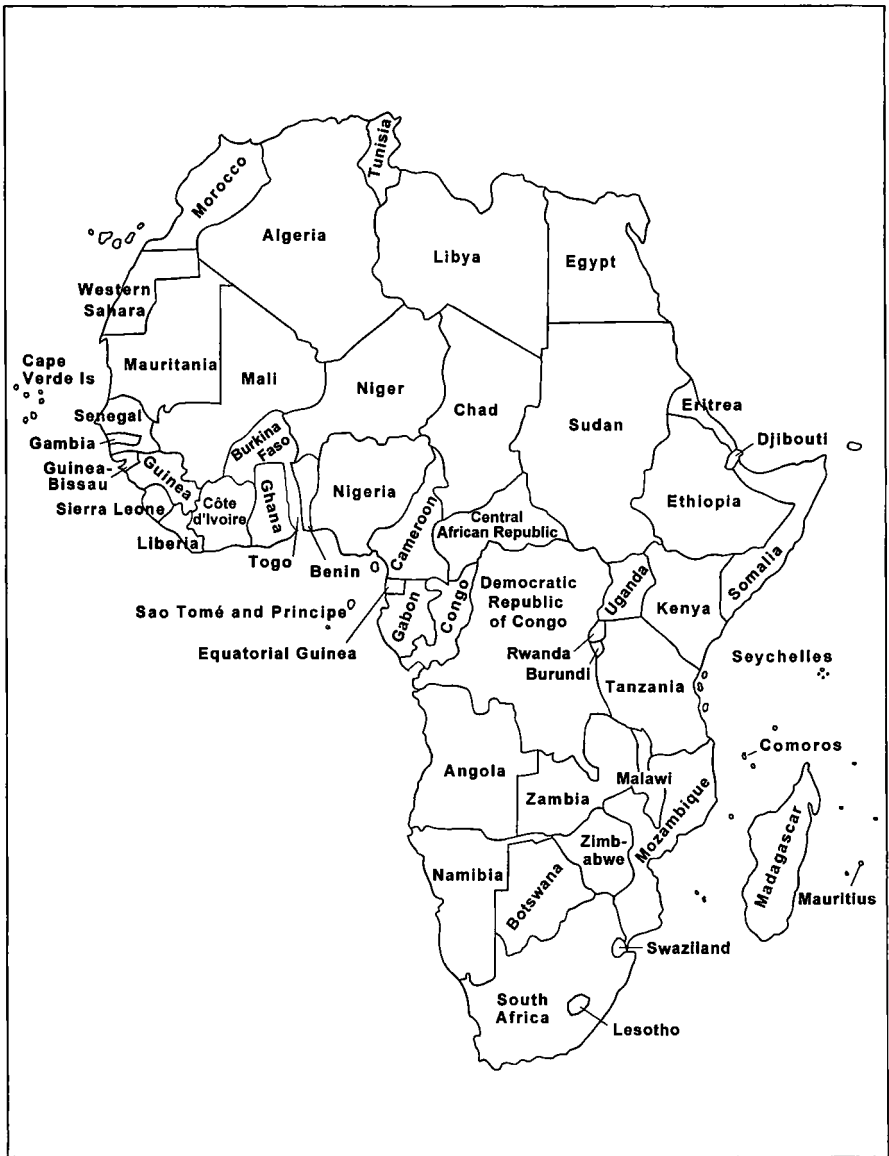 Tunisia
Morocco
Algeria
Libya
Egypt
Western
Sahara
Cape
Verde Is
Mauritania
Mali
Niger
Chad
Sudan
Eritrea
Djibouti
Senegal
Gambia
Guinea-
Bissau
Guinea
Burkina
Faso
Sierra Leone
Côte
d'Ivoire
Ghana
Nigeria
Cameroon
Central
African Republic
Ethiopia
Somalia
Liberia
Togo
Benin
Sao Tomé and Principe
Equatorial Guinea
Gabon
Congo
Democratic
Republic
of Congo
Uganda
Kenya
Rwanda
Burundi
Tanzania
Seychelles
Comoros
Angola
Zambia
Malawi
Mozambique
Madagascar
Mauritius
Namibia
Botswana
Zimb-
abwe
Swaziland
South
Africa
Lesotho